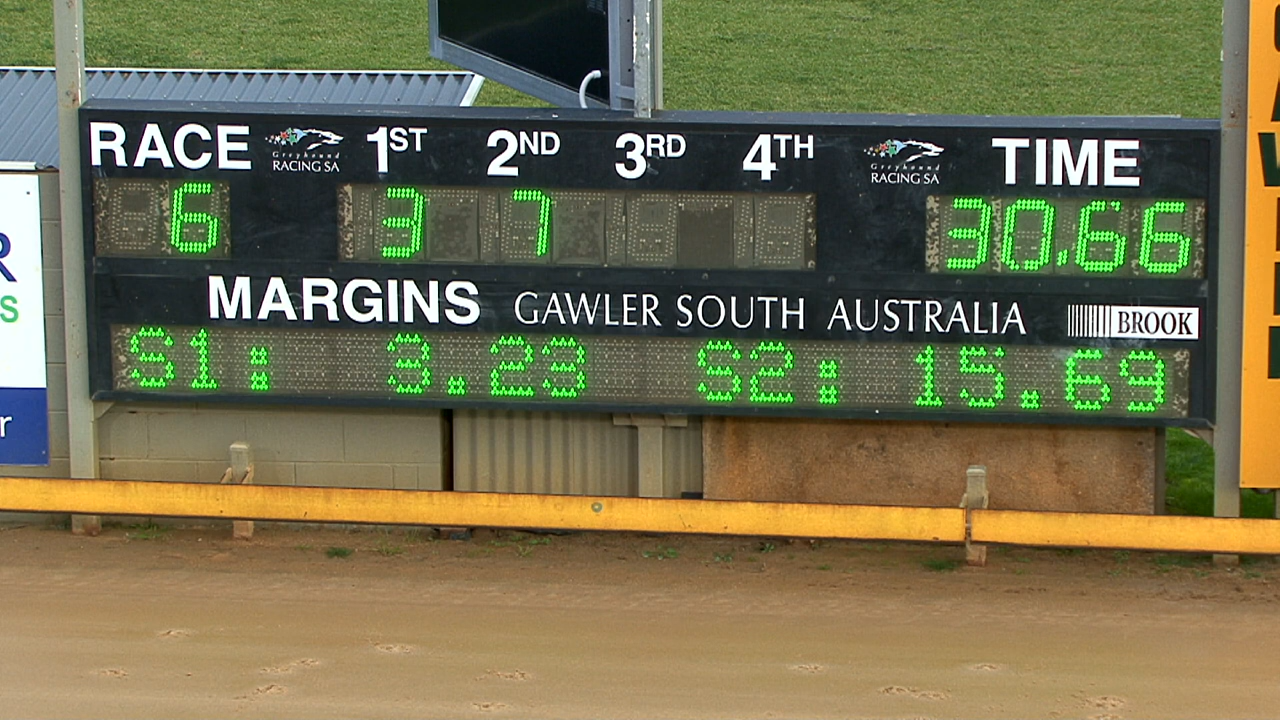 RACE Greyhound RACING SA 1ST 2ND 3RD 4TH Greyhound RACING SA TIME
6 3 7 30.66
MARGINS GAWLER SOUTH AUSTRALIA BROOK
S1: 3.23 S2: 15.69
R
S
r